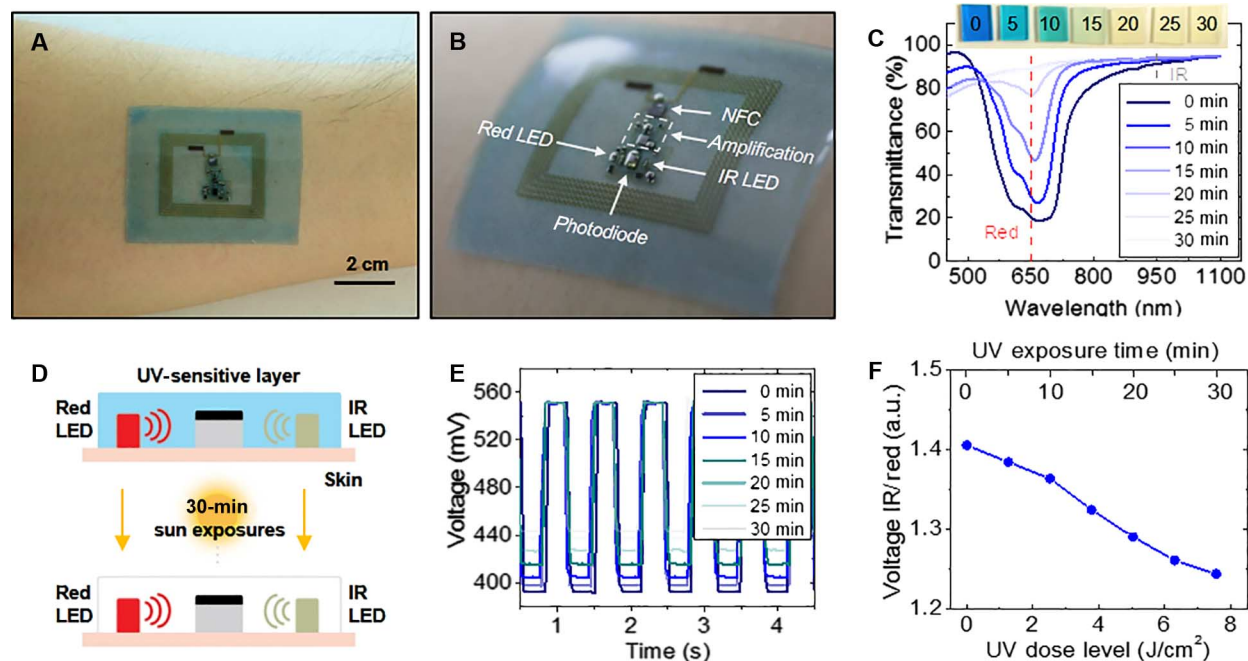 A
2 cm
B
NFC
Red LED
Amplification
IR LED
Photodiode
C
0 5 10 15 20 25 30
100
80
60
40
20
0
Transmittance (%)
IR
Red
0 min
5 min
10 min
15 min
20 min
25 min
30 min
450 650 800 950 1100
Wavelength (nm)
D
UV-sensitive layer
Red
LED
IR
LED
Skin
30-min
sun exposures
Red
LED
IR
LED
E
560
520
480
440
400
Voltage (mV)
0 min
5 min
10 min
15 min
20 min
25 min
30 min
1 2 3 4
Time (s)
F
UV exposure time (min)
0 10 15 20 30
1.5
1.4
1.3
1.2
Voltage IR/red (a.u.)
0 2 4 6 8
UV dose level (J/cm²)